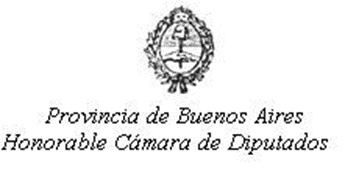 Provincia de Buenos Aires
Honorable Cámara de Diputados